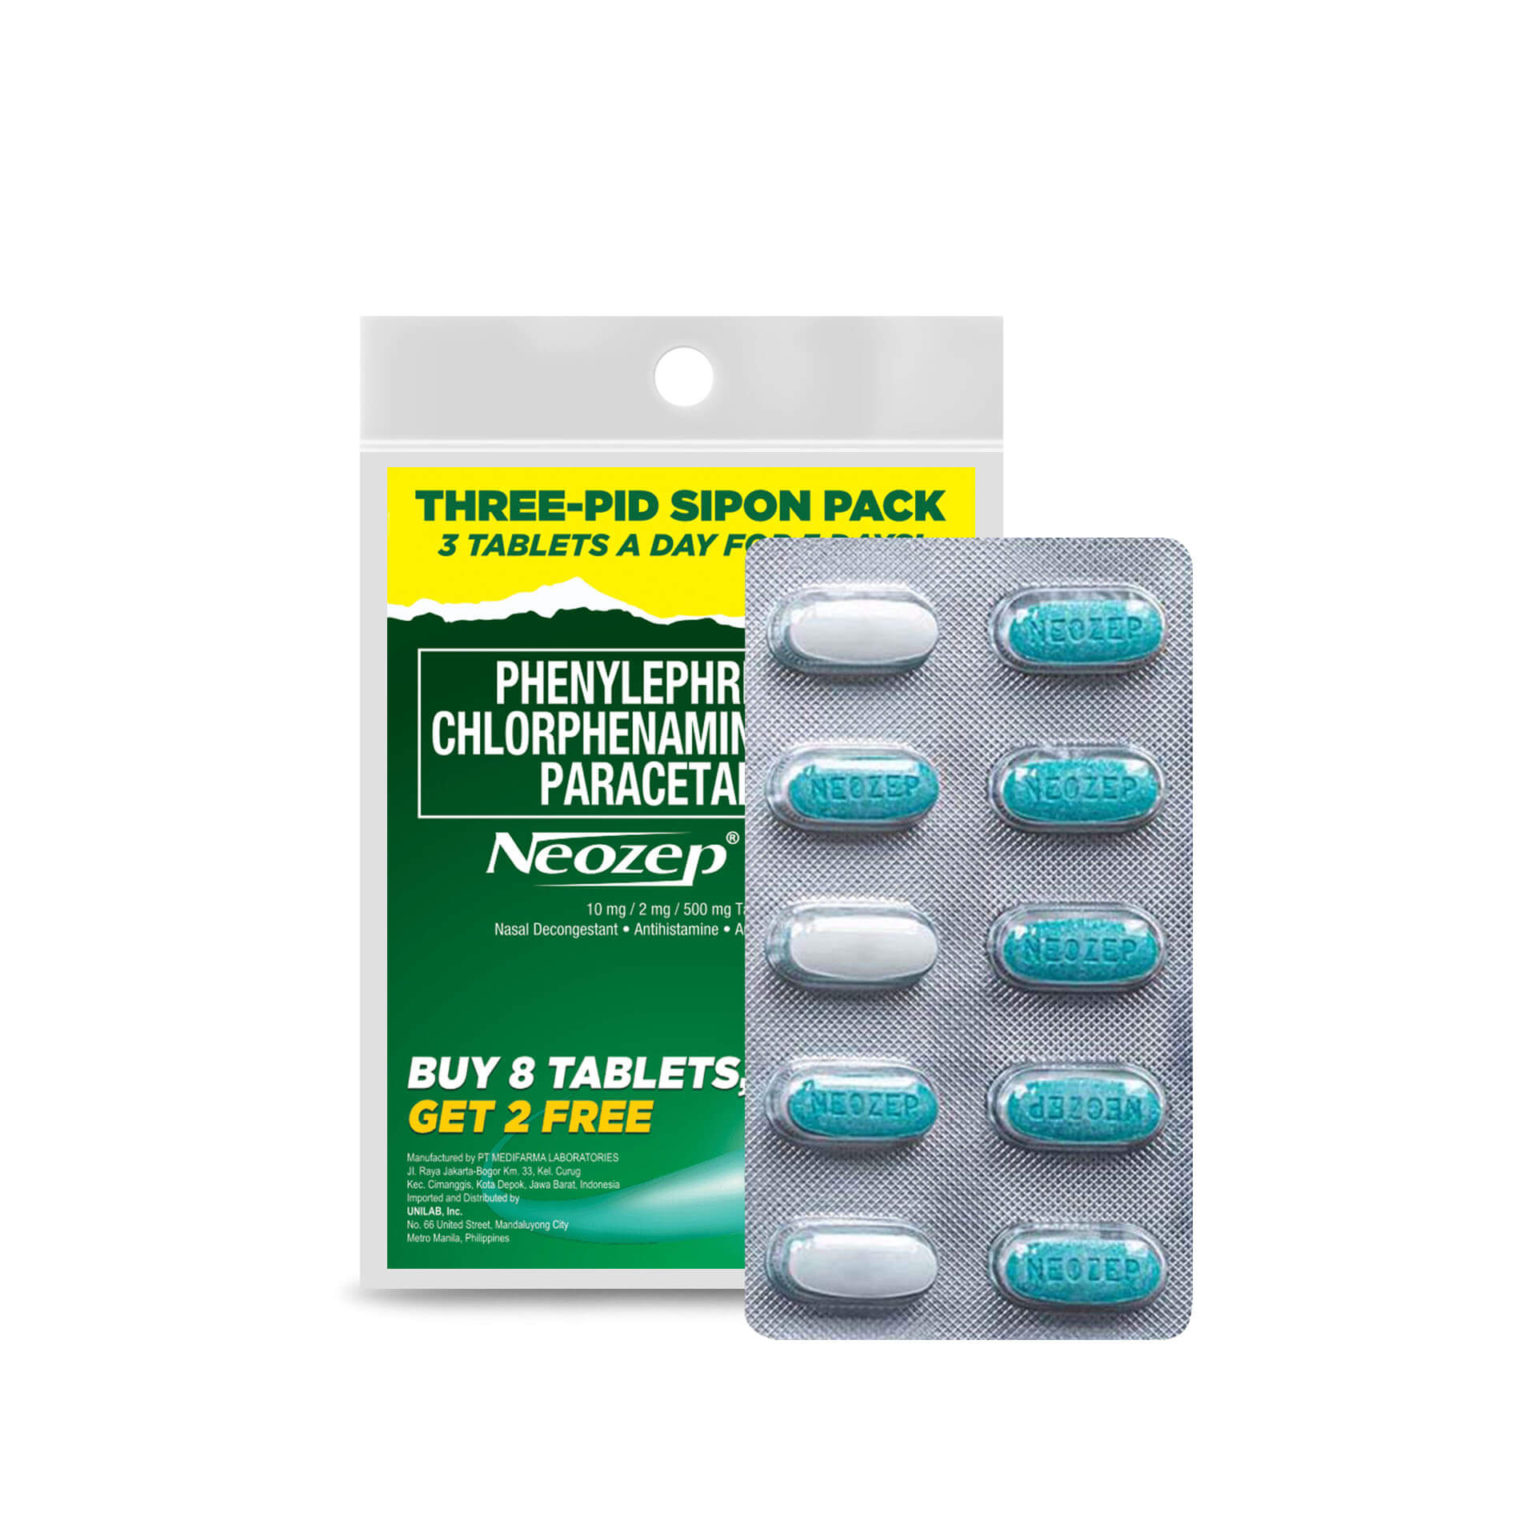 THREE-PID SIPON PACK
3 TABLETS A DAY
PHENYLEPHR
CHLORPHENAMIN
PARACETA
Neozep®
10 mg / 2 mg / 500 mg
Nasal Decongestant • Antihistamine •
BUY 8 TABLETS,
GET 2 FREE
Manufactured by PT MEDIFARMA LABORATORIES
Jl. Raya Jakarta-Bogor Km. 33, Kel. Curug
Kec. Cimanggis, Kota Depok, Jawa Barat, Indonesia
Imported and Distributed by
UNILAB, Inc.
No. 66 United Street, Mandaluyong City
Metro Manila, Philippines
NEOZEP
NEOZEP
NEOZEP
NEOZEP
NEOZEP
NEOZEP
NEOZEP